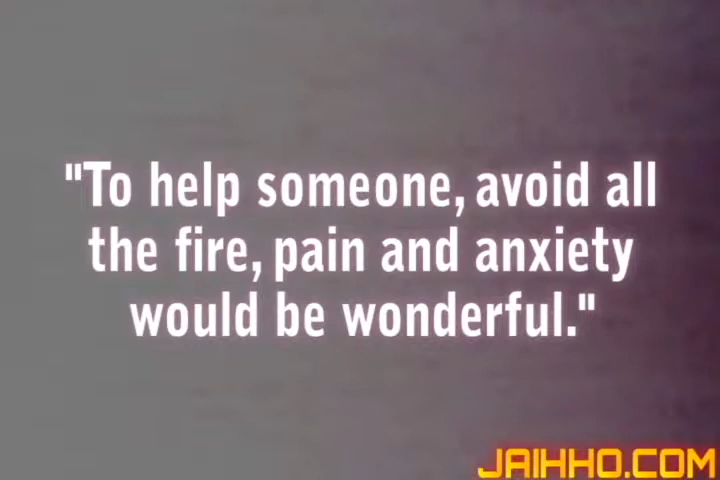 "To help someone, avoid all
the fire, pain and anxiety
would be wonderful."
JAIHHO.COM